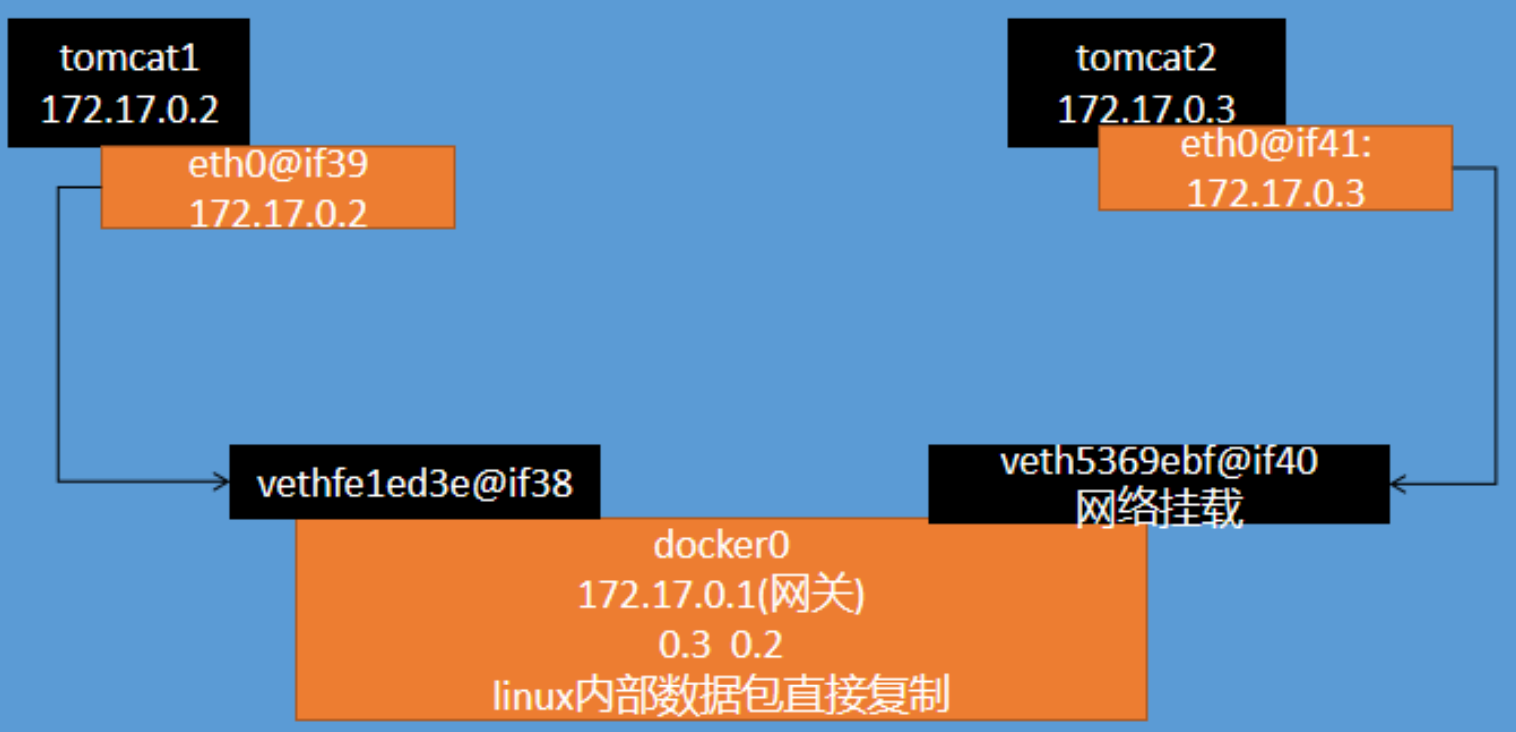 tomcat1
172.17.0.2
eth0@if39
172.17.0.2
tomcat2
172.17.0.3
eth0@if41:
172.17.0.3
vethfe1ed3e@if38
veth5369ebf@if40
网络挂载
docker0
172.17.0.1(网关)
0.3 0.2
linux内部数据包直接复制